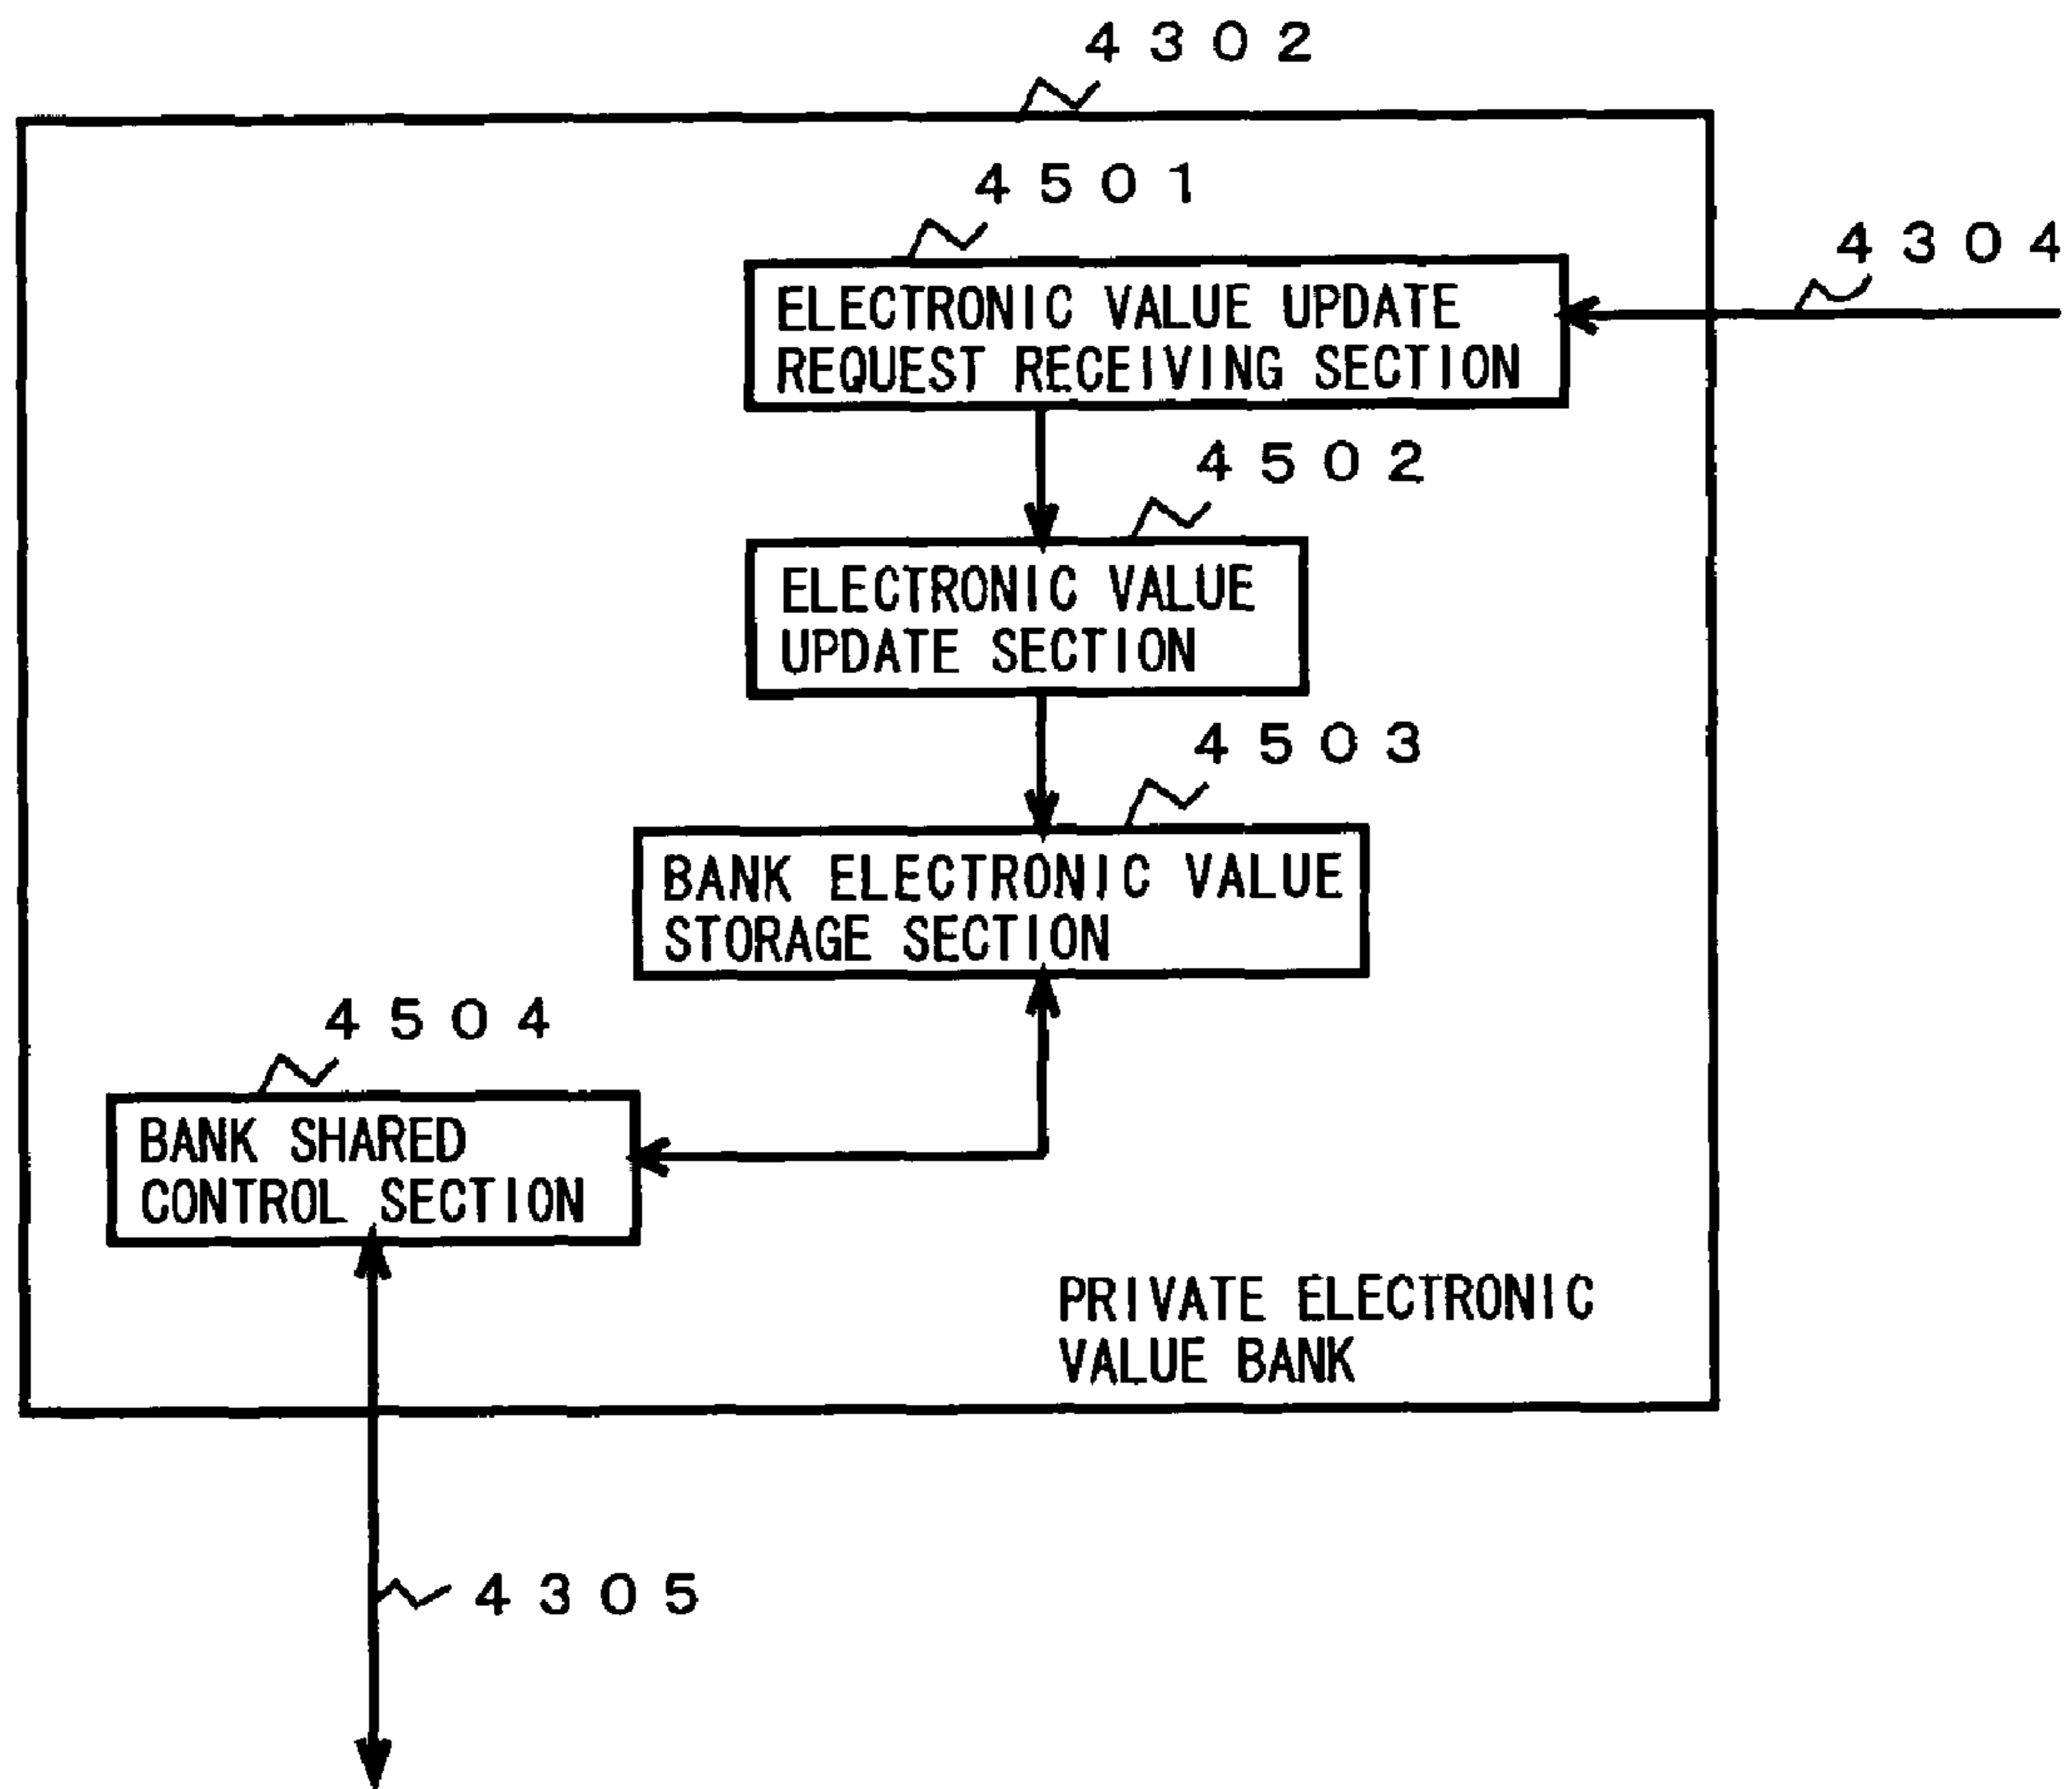 4302
4501
4304
ELECTRONIC VALUE UPDATE
REQUEST RECEIVING SECTION
4502
ELECTRONIC VALUE
UPDATE SECTION
4503
BANK ELECTRONIC VALUE
STORAGE SECTION
4504
BANK SHARED
CONTROL SECTION
PRIVATE ELECTRONIC
VALUE BANK
4305